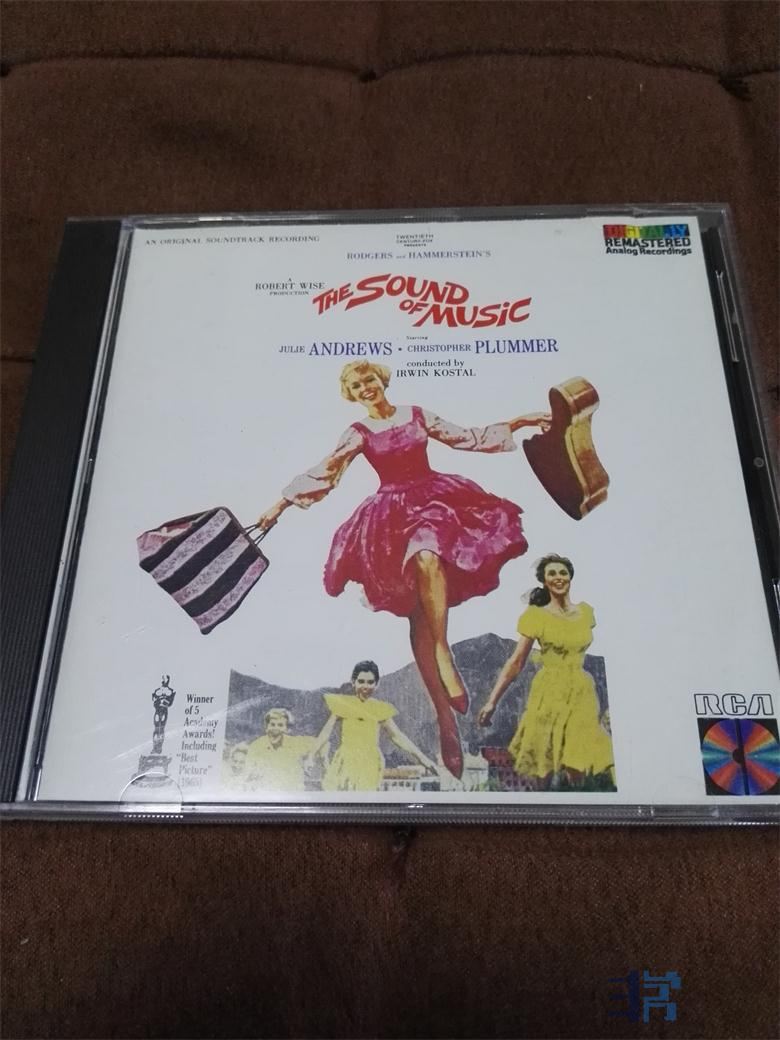 AN ORIGINAL SOUNDTRACK RECORDING
TWENTIETH
CENTURY-FOX
PRESENTS
RODGERS and HAMMERSTEIN'S
A
ROBERT WISE
PRODUCTION
THE SOUND
OF MUSIC
Starring
JULIE ANDREWS • CHRISTOPHER PLUMMER
conducted by
IRWIN KOSTAL
DIGITALLY
REMASTERED
Analog Recordings
Winner
of 5
Academy
Awards!
Including
"Best
Picture"
(1965)
RCA